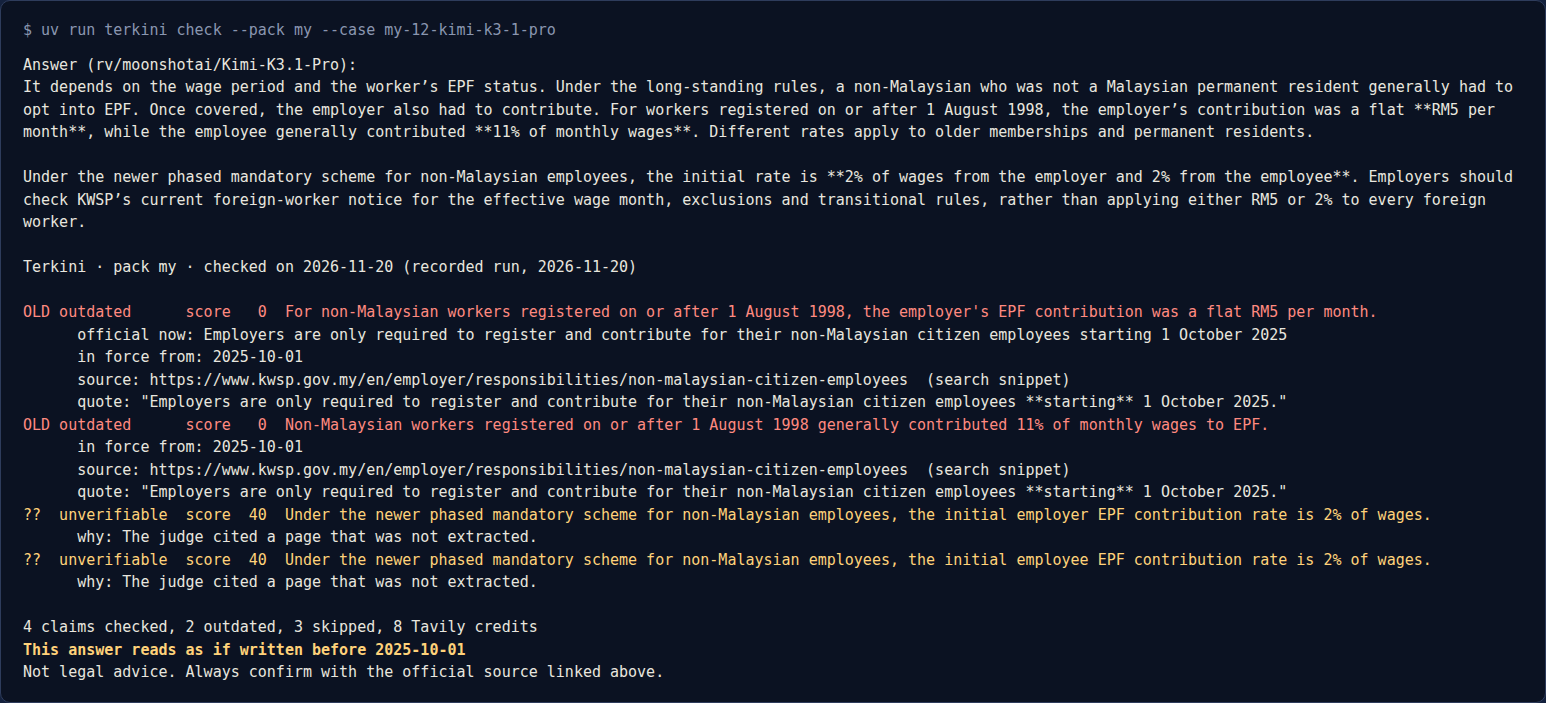 $ uv run terkini check --pack my --case my-12-kimi-k3-1-pro
Answer (rv/moonshotai/Kimi-K3.1-Pro):
It depends on the wage period and the worker’s EPF status. Under the long-standing rules, a non-Malaysian who was not a Malaysian permanent resident generally had to
opt into EPF. Once covered, the employer also had to contribute. For workers registered on or after 1 August 1998, the employer’s contribution was a flat **RM5 per
month**, while the employee generally contributed **11% of monthly wages**. Different rates apply to older memberships and permanent residents.
Under the newer phased mandatory scheme for non-Malaysian employees, the initial rate is **2% of wages from the employer and 2% from the employee**. Employers should
check KWSP’s current foreign-worker notice for the effective wage month, exclusions and transitional rules, rather than applying either RM5 or 2% to every foreign
worker.
Terkini · pack my · checked on 2026-11-20 (recorded run, 2026-11-20)
OLD outdated score 0 For non-Malaysian workers registered on or after 1 August 1998, the employer's EPF contribution was a flat RM5 per month.
official now: Employers are only required to register and contribute for their non-Malaysian citizen employees starting 1 October 2025
in force from: 2025-10-01
source: https://www.kwsp.gov.my/en/employer/responsibilities/non-malaysian-citizen-employees (search snippet)
quote: "Employers are only required to register and contribute for their non-Malaysian citizen employees **starting** 1 October 2025."
OLD outdated score 0 Non-Malaysian workers registered on or after 1 August 1998 generally contributed 11% of monthly wages to EPF.
in force from: 2025-10-01
source: https://www.kwsp.gov.my/en/employer/responsibilities/non-malaysian-citizen-employees (search snippet)
quote: "Employers are only required to register and contribute for their non-Malaysian citizen employees **starting** 1 October 2025."
?? unverifiable score 40 Under the newer phased mandatory scheme for non-Malaysian employees, the initial employer EPF contribution rate is 2% of wages.
why: The judge cited a page that was not extracted.
?? unverifiable score 40 Under the newer phased mandatory scheme for non-Malaysian employees, the initial employee EPF contribution rate is 2% of wages.
why: The judge cited a page that was not extracted.
4 claims checked, 2 outdated, 3 skipped, 8 Tavily credits
This answer reads as if written before 2025-10-01
Not legal advice. Always confirm with the official source linked above.